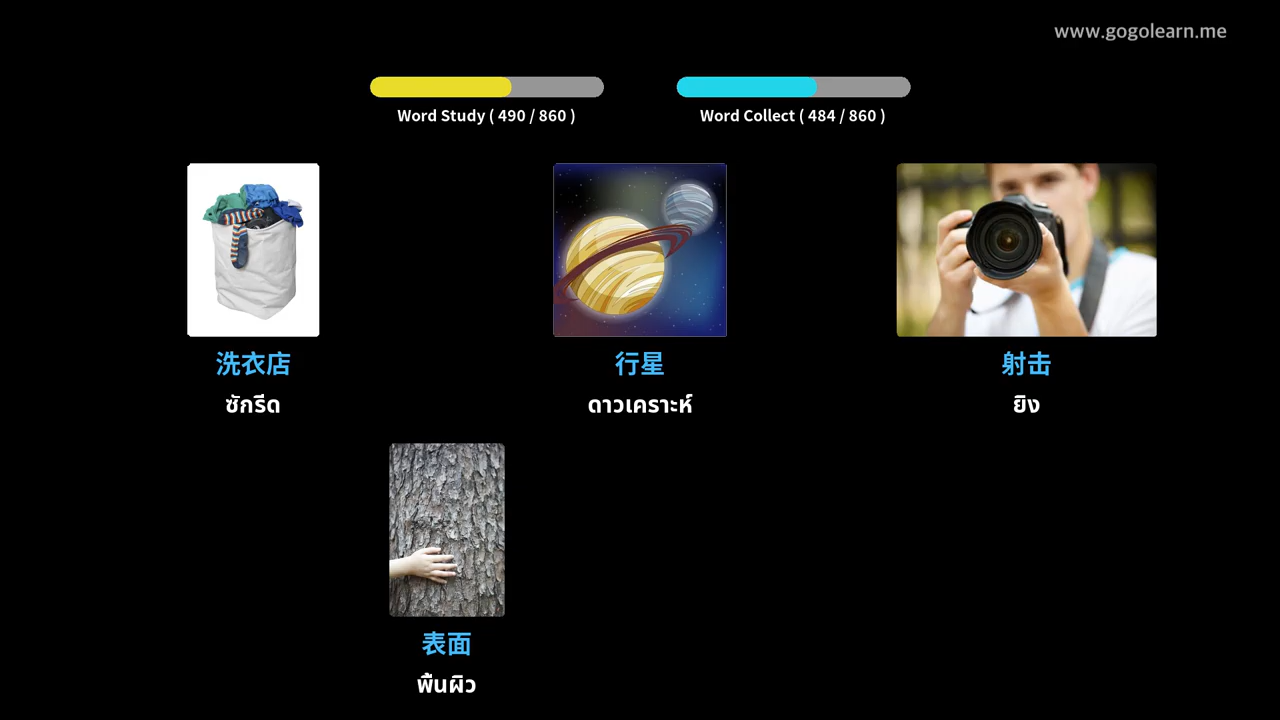 www.gogolearn.me
Word Study ( 490 / 860 )
Word Collect ( 484 / 860 )
洗衣店
ซักรีด
行星
ดาวเคราะห์
射击
ยิง
表面
พื้นผิว